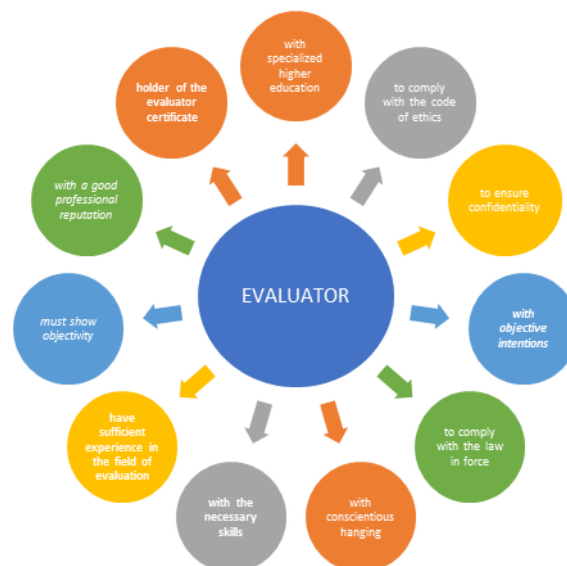 with
specialized
higher
education
to comply
with the code
of ethics
to ensure
confidentiality
with
objective
intentions
to comply
with the law
in force
with
conscientious
hanging
with the
necessary
skills
have
sufficient
experience in
the field of
evaluation
must show
objectivity
with a good
professional
reputation
holder of the
evaluator
certificate
EVALUATOR